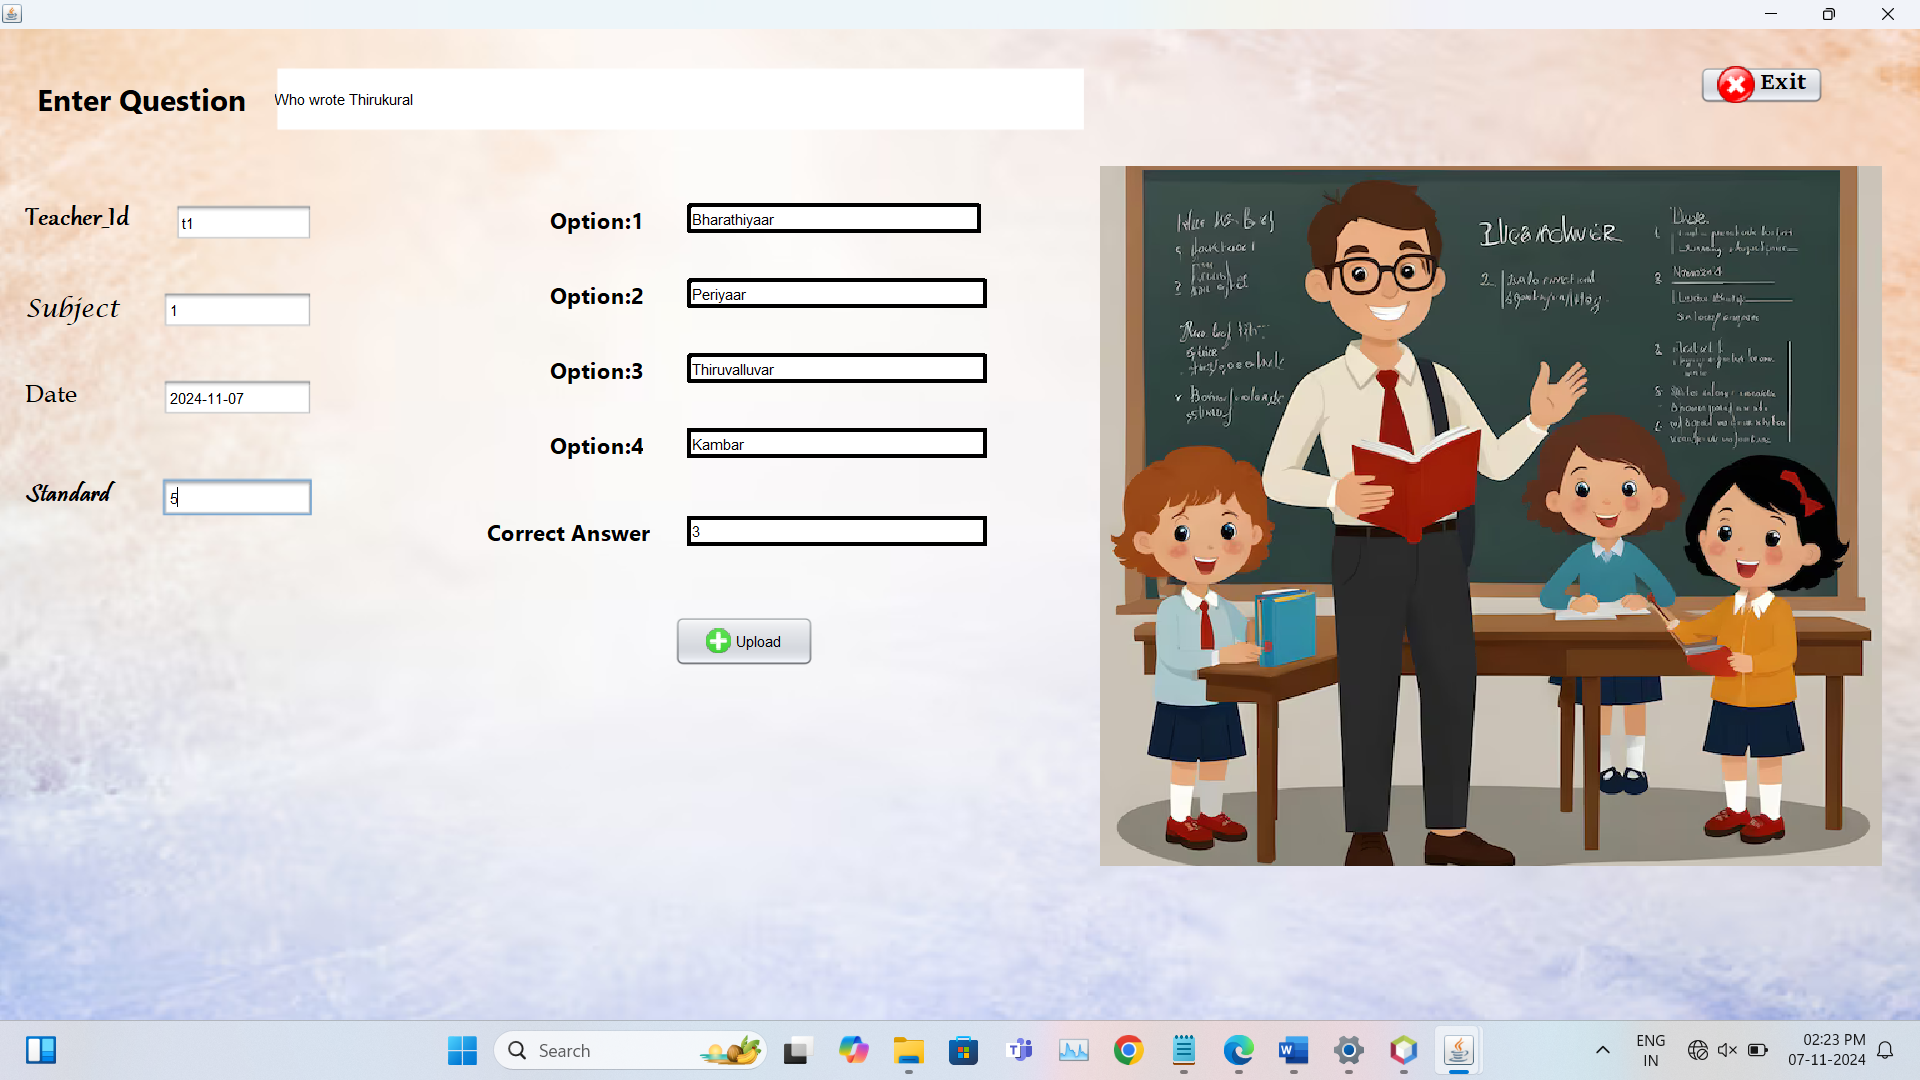 Enter Question
Who wrote Thirukural
Exit
Teacher_Id
t1
Option:1
Bharathiyaar
Subject
1
Option:2
Periyaar
Date
2024-11-07
Option:3
Thiruvalluvar
Option:4
Kambar
Standard
5
Correct Answer
3
Upload
Search
ENG
IN
02:23 PM
07-11-2024